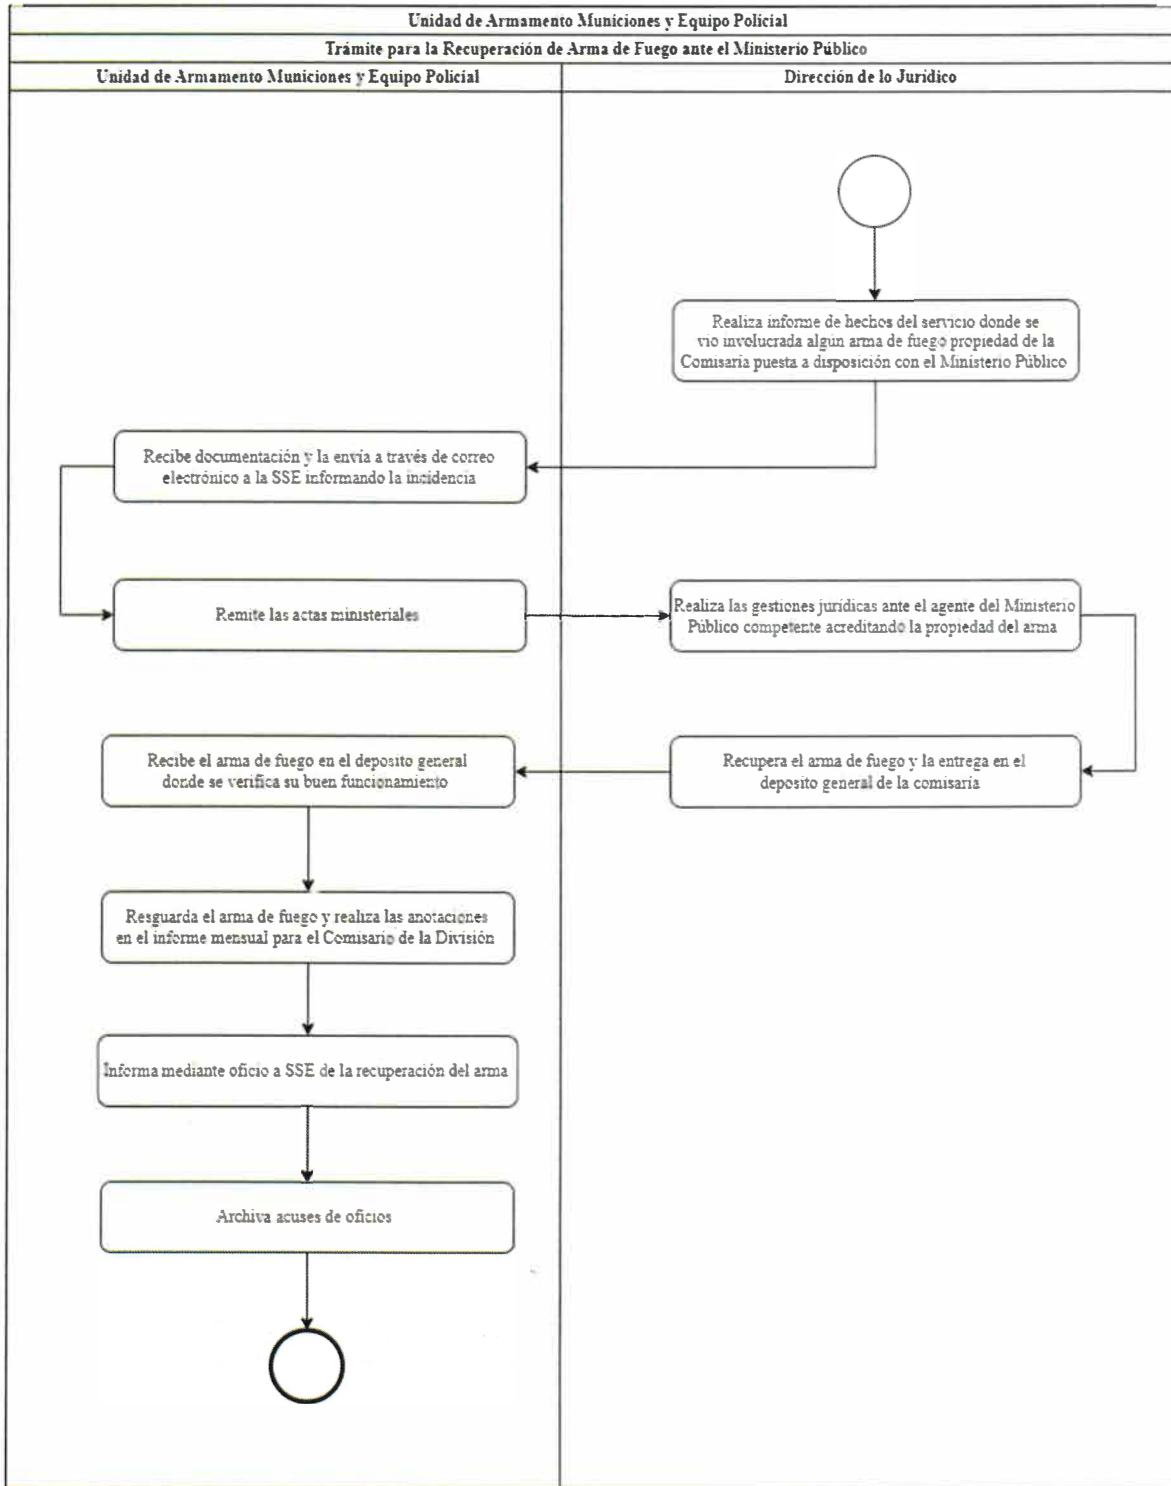 Unidad de Armamento Municiones y Equipo Policial
Trámite para la Recuperación de Arma de Fuego ante el Ministerio Público
Unidad de Armamento Municiones y Equipo Policial
Dirección de lo Jurídico
Realiza informe de hechos del servicio donde se
vio involucrada algún arma de fuego propiedad de la
Comisaría puesta a disposición con el Ministerio Público
Recibe documentación y la envía a través de correo
electrónico a la SSE informando la incidencia
Remite las actas ministeriales
Realiza las gestiones jurídicas ante el agente del Ministerio
Público competente acreditando la propiedad del arma
Recupera el arma de fuego y la entrega en el
deposito general de la comisaría
Recibe el arma de fuego en el deposito general
donde se verifica su buen funcionamiento
Resguarda el arma de fuego y realiza las anotaciones
en el informe mensual para el Comisario de la División
Informa mediante oficio a SSE de la recuperación del arma
Archiva acuses de oficios